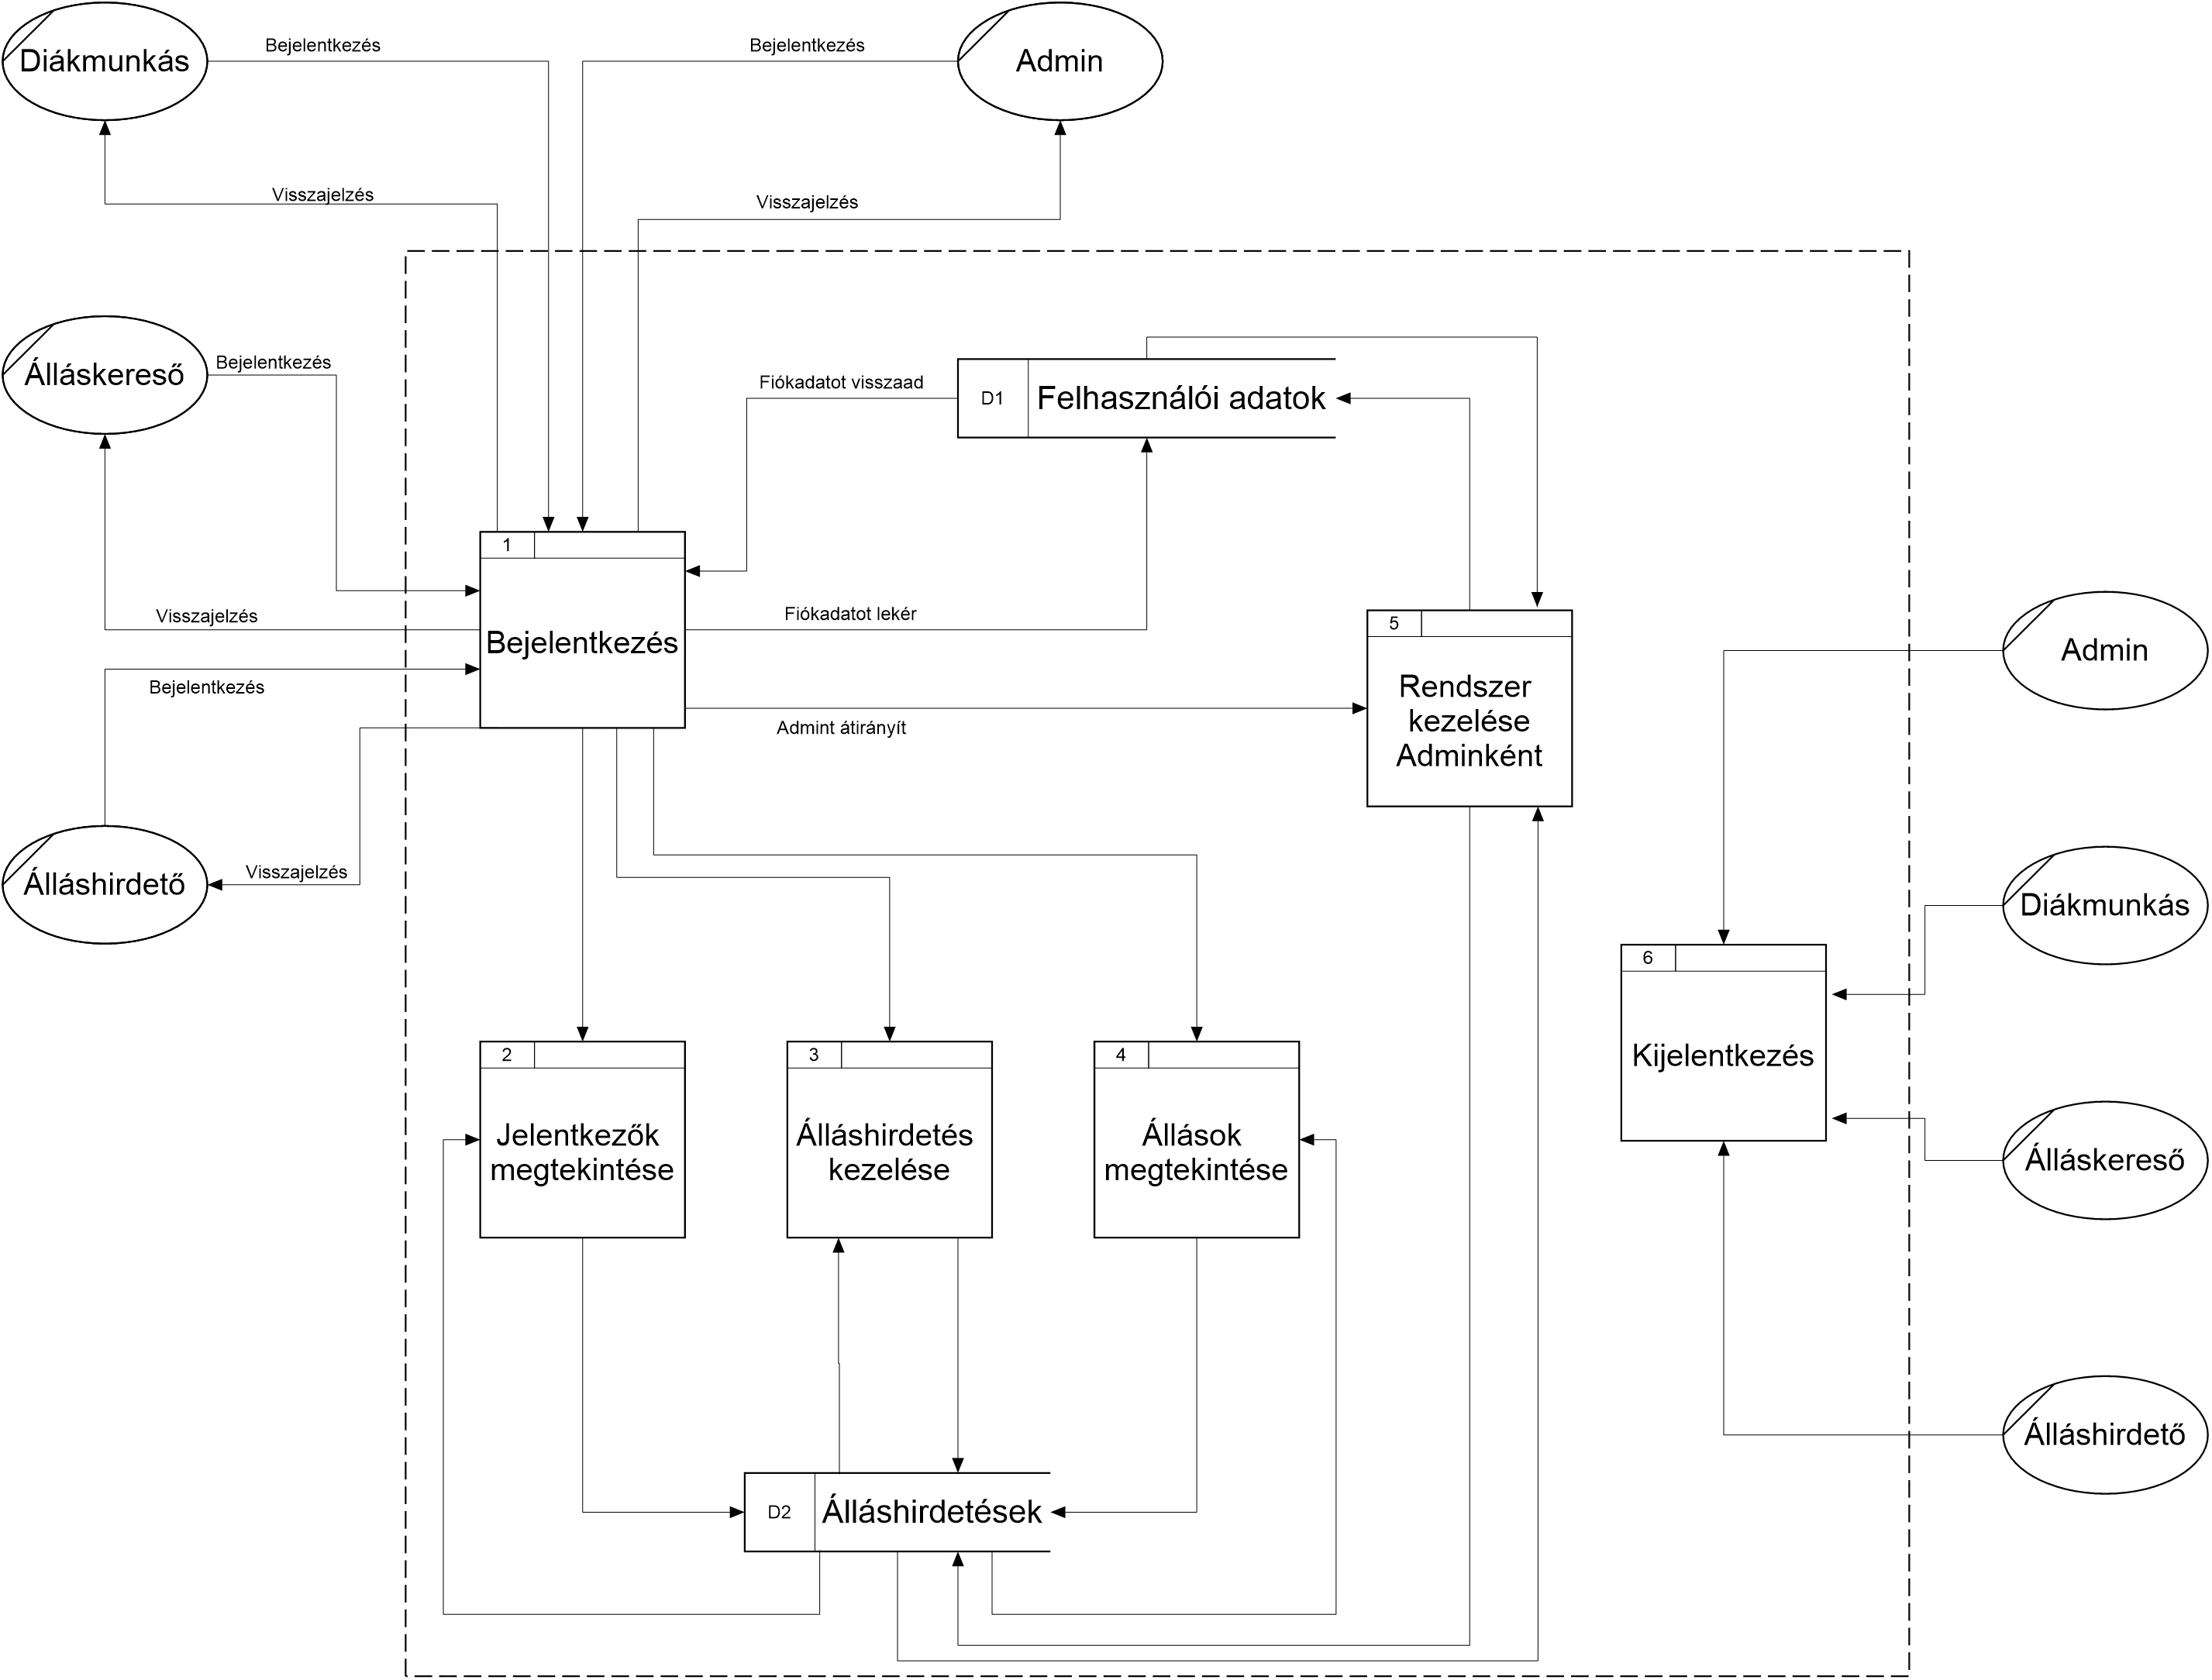 Diákmunkás
Bejelentkezés
Bejelentkezés
Admin
Visszajelzés
Visszajelzés
Álláskereső
Bejelentkezés
Fiókadatot visszaad
D1
Felhasználói adatok
1
Bejelentkezés
Visszajelzés
Fiókadatot lekér
Bejelentkezés
Admint átirányít
5
Rendszer
kezelése
Adminként
Admin
Álláshirdető
Visszajelzés
Diákmunkás
6
Kijelentkezés
2
Jelentkezők
megtekintése
3
Álláshirdetés
kezelése
4
Állások
megtekintése
Álláskereső
Álláshirdető
D2
Álláshirdetések